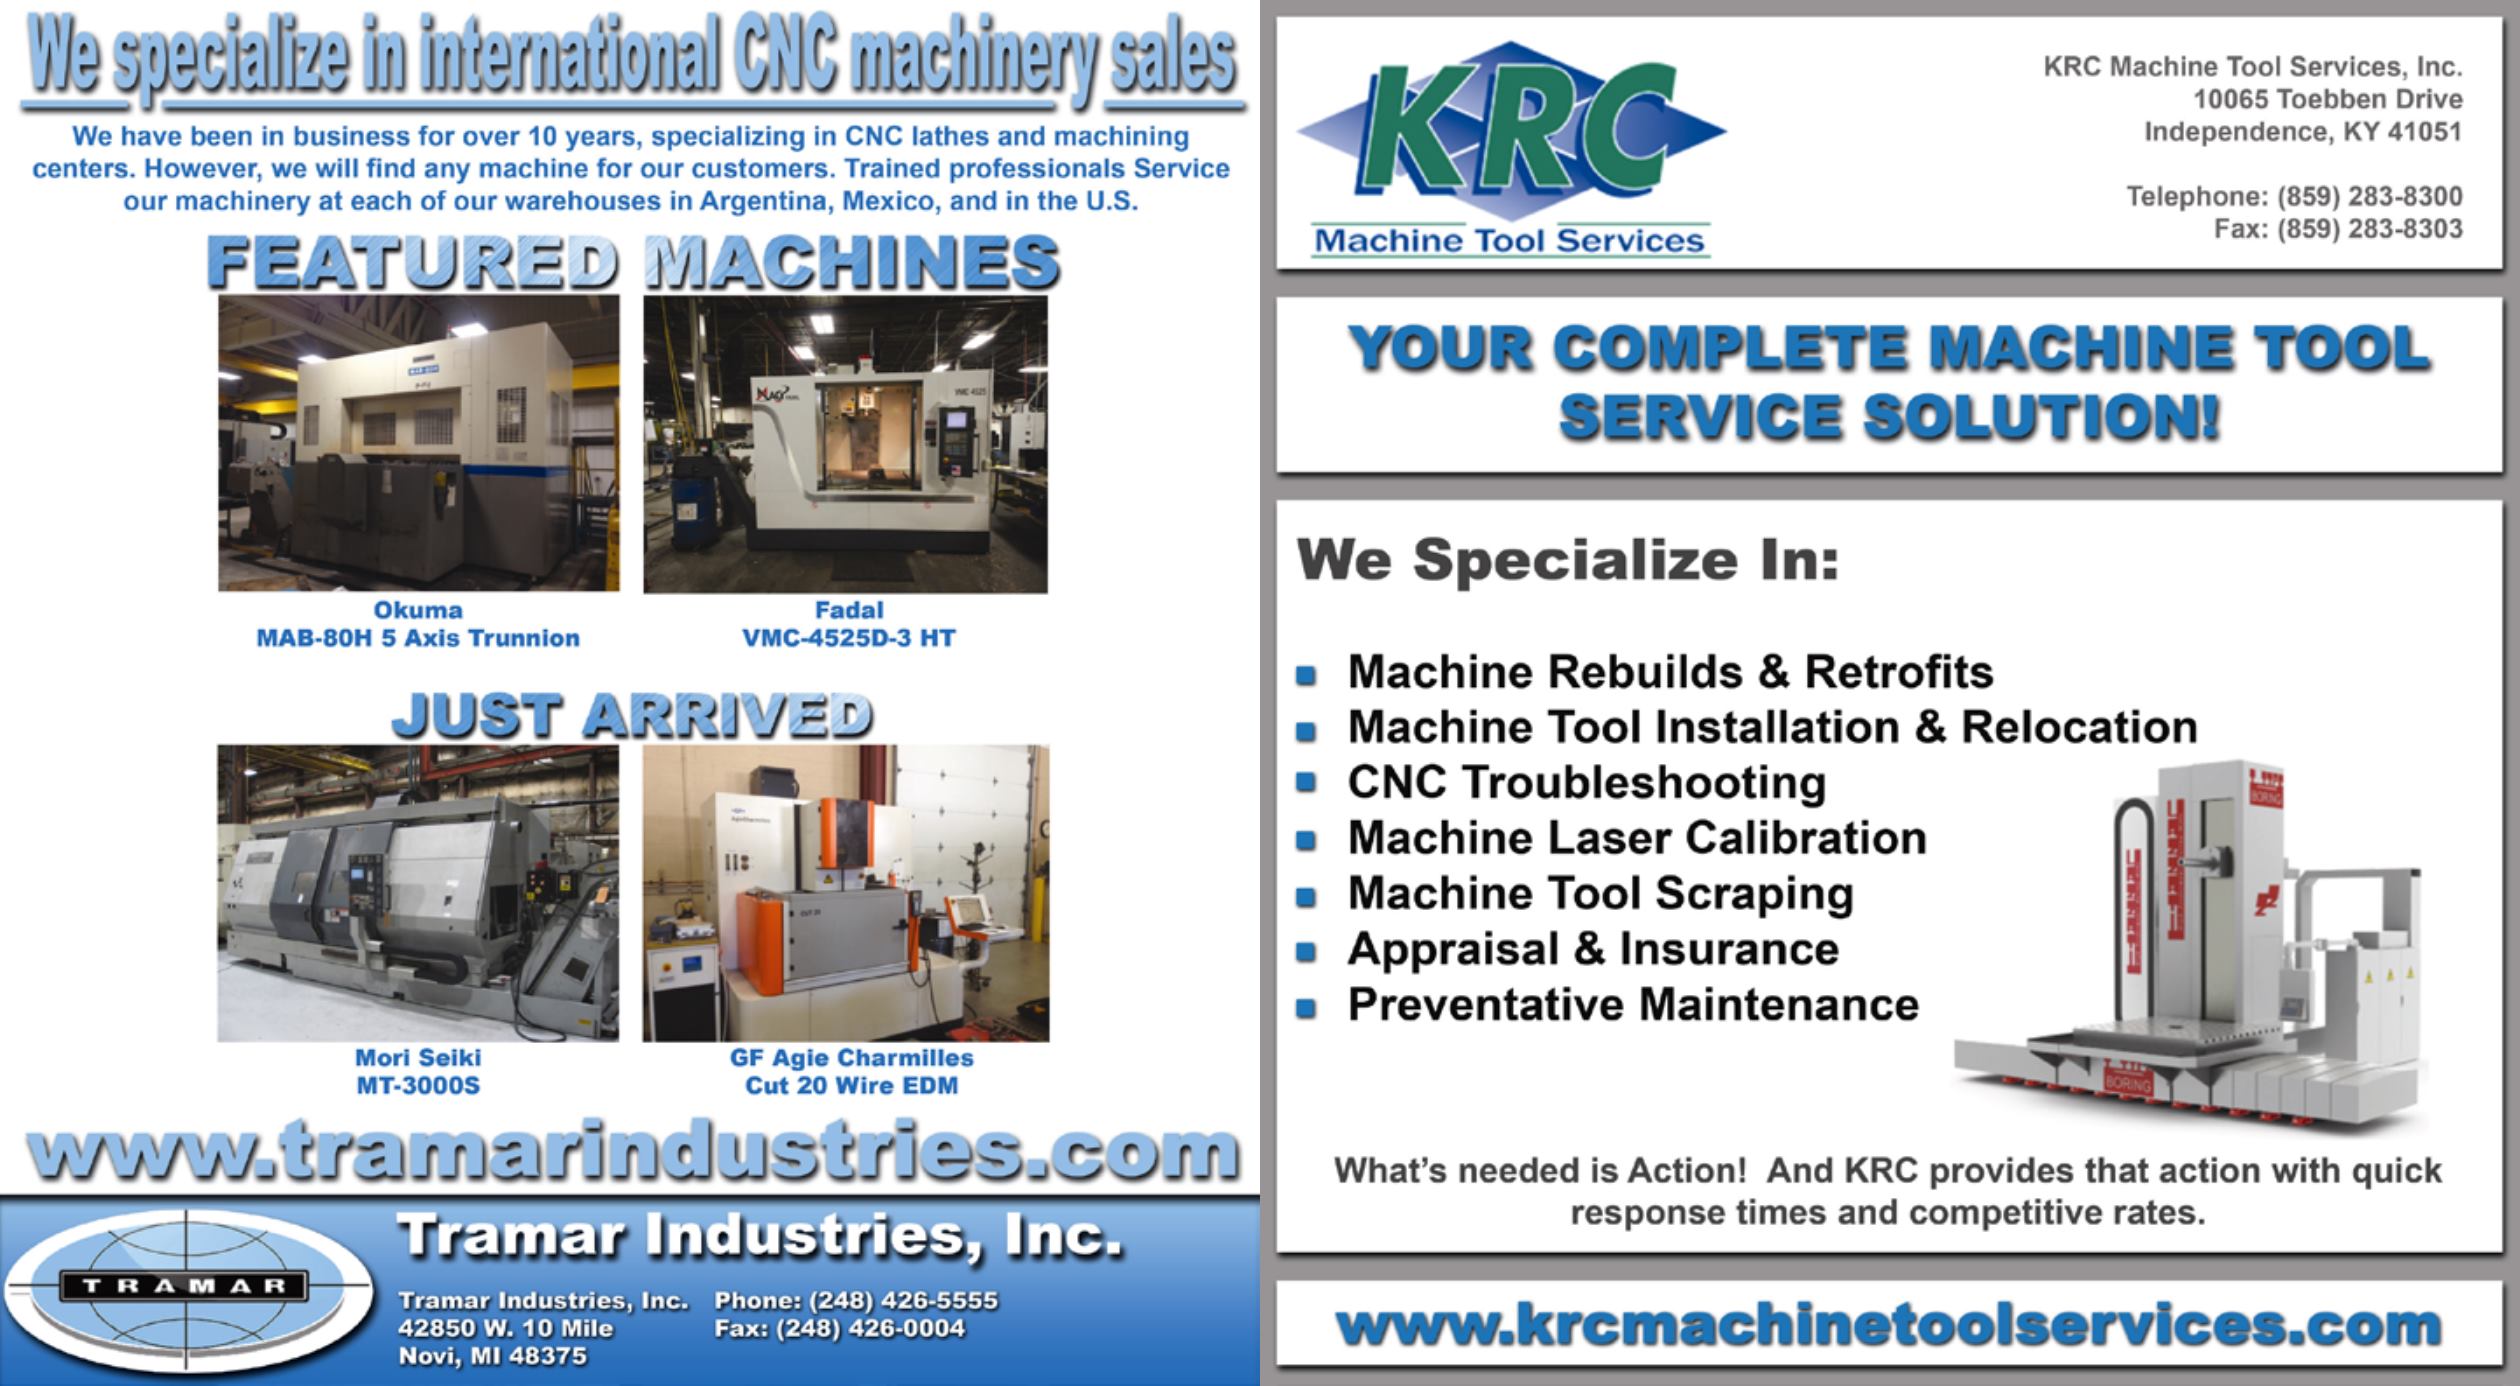 We specialize in international CNC machinery sales
We have been in business for over 10 years, specializing in CNC lathes and machining
centers. However, we will find any machine for our customers. Trained professionals Service
our machinery at each of our warehouses in Argentina, Mexico, and in the U.S.
FEATURED MACHINES
VMC 4525
Okuma
MAB-80H 5 Axis Trunnion
Fadal
VMC-4525D-3 HT
JUST ARRIVED
CUT 20
Mori Seiki
MT-3000S
GF Agie Charmilles
Cut 20 Wire EDM
www.tramarindustries.com
TRAMAR
Tramar Industries, Inc.
Tramar Industries, Inc.
42850 W. 10 Mile
Novi, MI 48375
Phone: (248) 426-5555
Fax: (248) 426-0004
KRC
Machine Tool Services
KRC Machine Tool Services, Inc.
10065 Toebben Drive
Independence, KY 41051
Telephone: (859) 283-8300
Fax: (859) 283-8303
YOUR COMPLETE MACHINE TOOL
SERVICE SOLUTION!
We Specialize In:
Machine Rebuilds & Retrofits
Machine Tool Installation & Relocation
CNC Troubleshooting
Machine Laser Calibration
Machine Tool Scraping
Appraisal & Insurance
Preventative Maintenance
BORING
BORING
What's needed is Action! And KRC provides that action with quick
response times and competitive rates.
www.krcmachinetoolservices.com